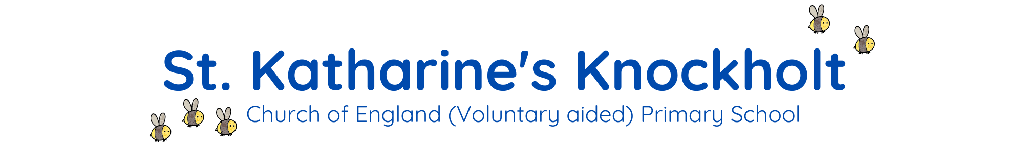 St. Katharine's Knockholt
Church of England (Voluntary aided) Primary School